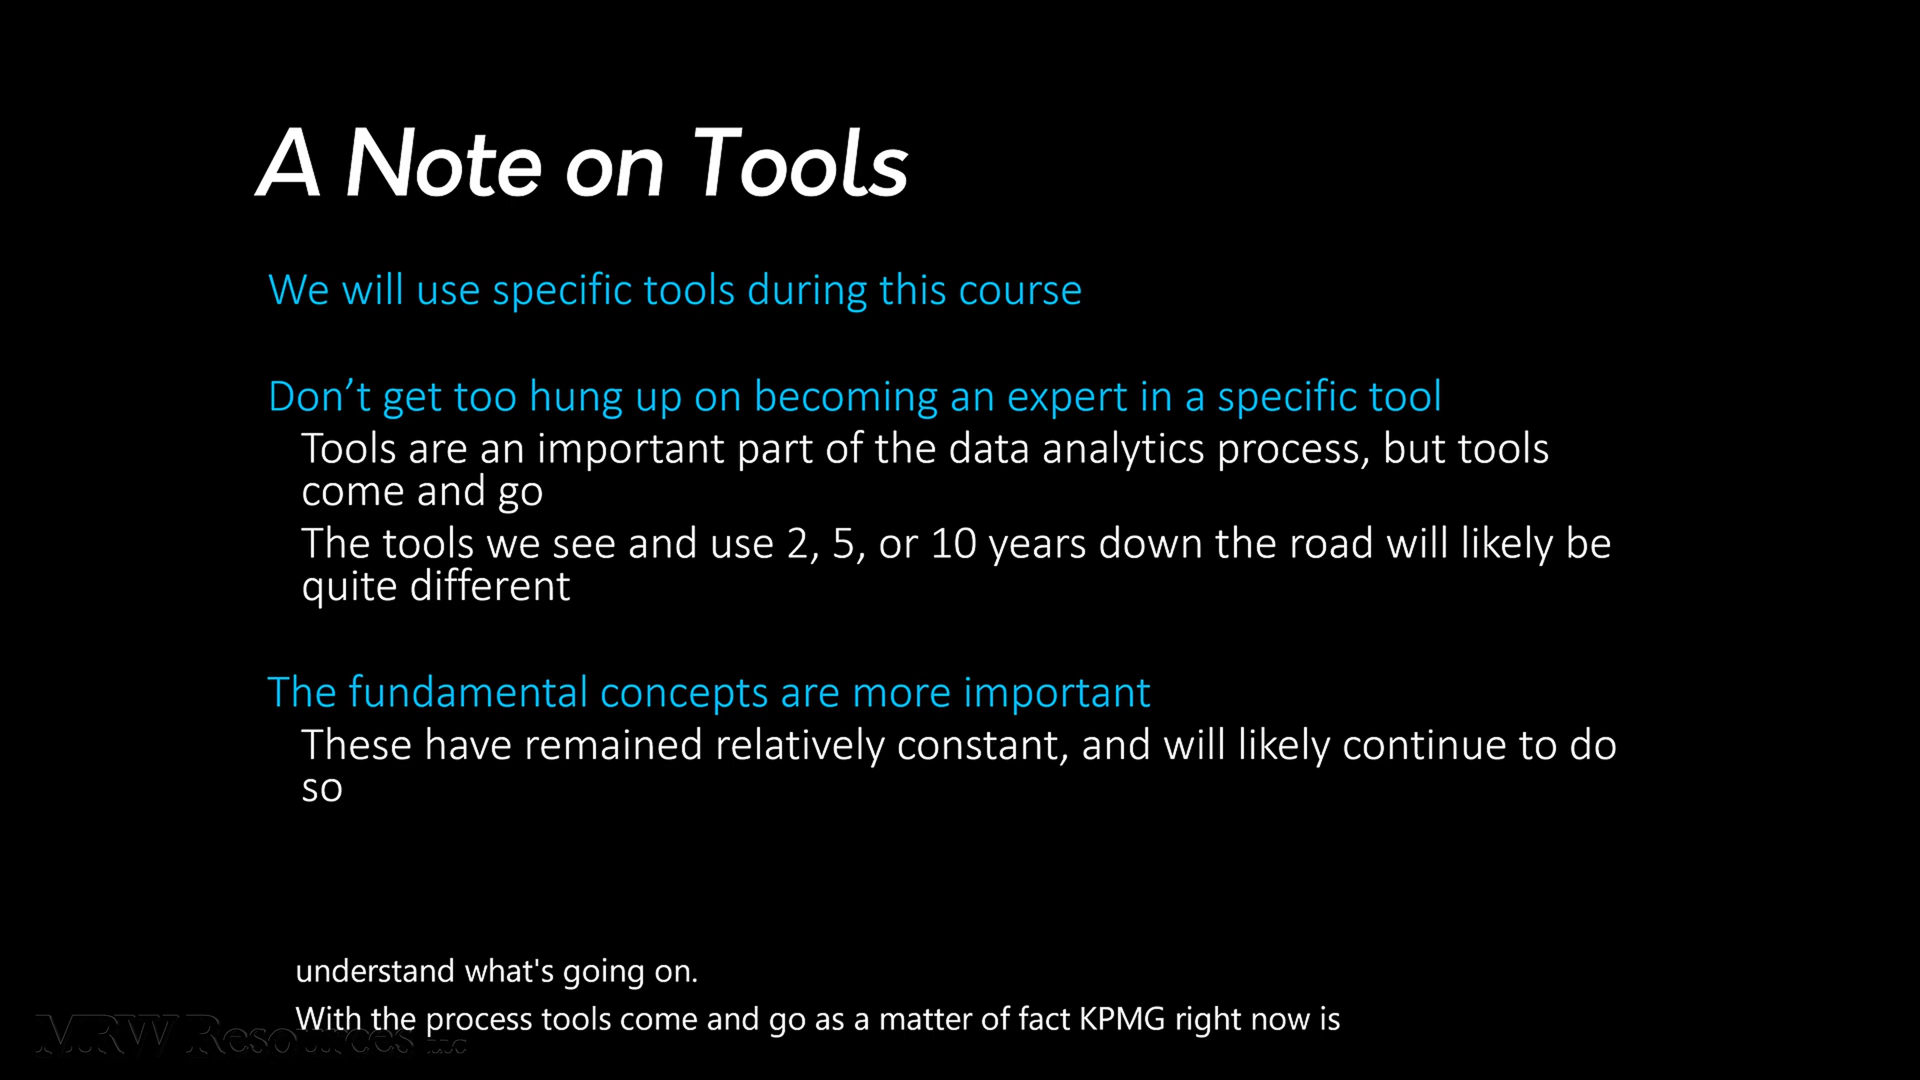 A Note on Tools
We will use specific tools during this course
Don’t get too hung up on becoming an expert in a specific tool
Tools are an important part of the data analytics process, but tools
come and go
The tools we see and use 2, 5, or 10 years down the road will likely be
quite different
The fundamental concepts are more important
These have remained relatively constant, and will likely continue to do
so
understand what's going on.
With the process tools come and go as a matter of fact KPMG right now is
MRW Resources LLC